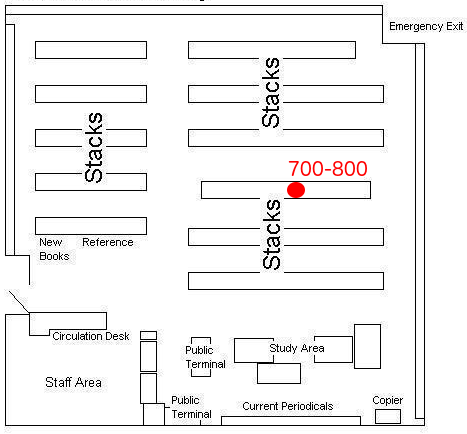 Emergency Exit
Stacks
Stacks
700-800
Stacks
New
Books
Reference
Circulation Desk
Public
Terminal
Study Area
Staff Area
Public
Terminal
Current Periodicals
Copier